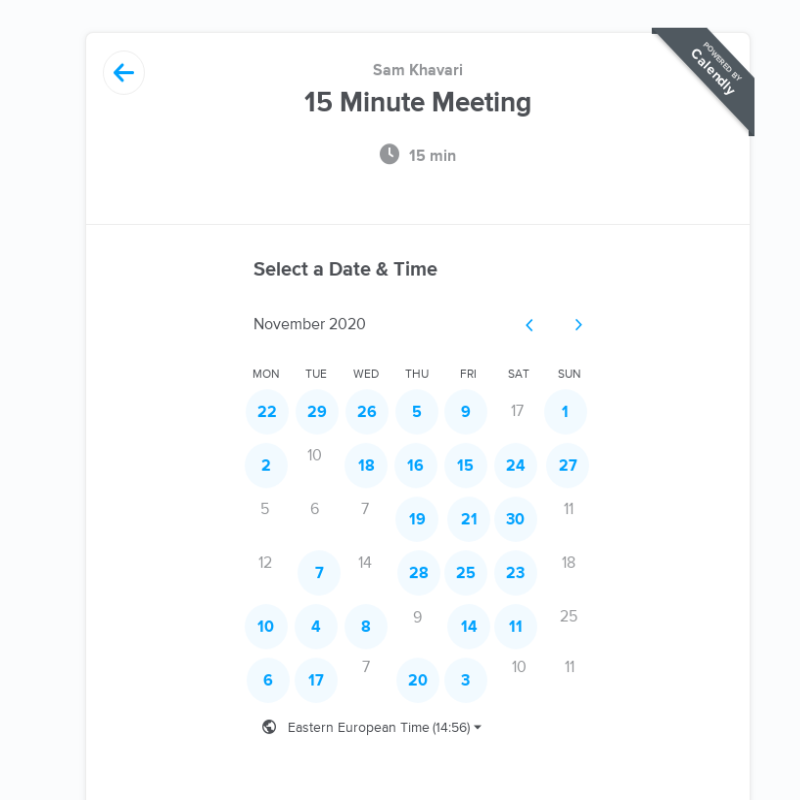 POWERED BY
Calendly
Sam Khavari
15 Minute Meeting
15 min
Select a Date & Time
November 2020
MON TUE WED THU FRI SAT SUN
22 29 26 5 9 17 1
2 10 18 16 15 24 27
5 6 7 19 21 30 11
12 7 14 28 25 23 18
10 4 8 9 14 11 25
6 17 7 20 3 10 11
Eastern European Time (14:56)